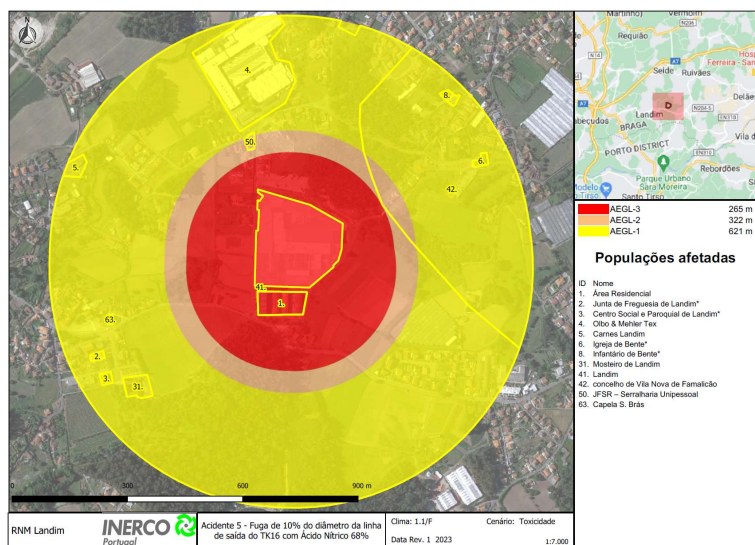 N
4.
50.
8.
6.
5.
42.
41.
1.
63.
2.
3.
31.
0
300
600
900 m
Requião
N206
N14
A7
Seide
Ruivães
Ferreira - San
A7
Delãe
Landim
N204-5
BRAGA
EN310
PORTO DISTRICT
Vila d
EN310
Rebordões
Parque Urbano
Sara Moreira
Modelo
Santo Tirso
AEGL-3 265 m
AEGL-2 322 m
AEGL-1 621 m
Populações afetadas
ID Nome
1. Área Residencial
2. Junta de Freguesia de Landim*
3. Centro Social e Paroquial de Landim*
4. Olbo & Mehler Tex
5. Carnes Landim
6. Igreja de Bente*
8. Infantário de Bente*
31. Mosteiro de Landim
41. Landim
42. concelho de Vila Nova de Famalicão
50. JFSR – Serralharia Unipessoal
63. Capela S. Brás
RNM Landim
INERCO
Portugal
Acidente 5 - Fuga de 10% do diâmetro da linha
de saída do TK16 com Ácido Nítrico 68%
Clima: 1.1/F Cenário: Toxicidade
Data Rev. 1 2023 1:7.000